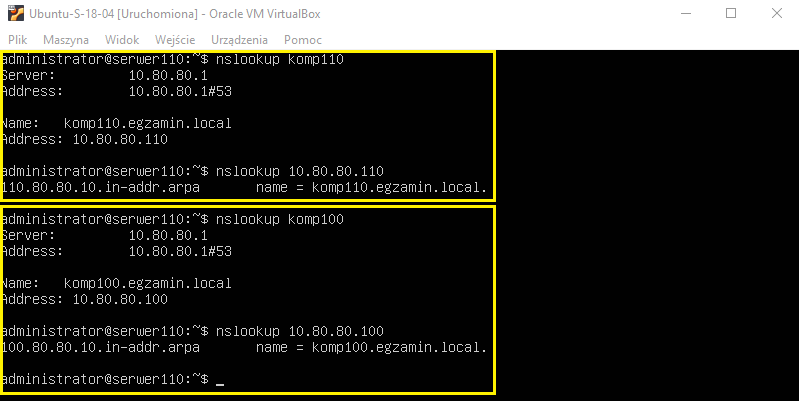 Ubuntu-S-18-04 [Uruchomiona] - Oracle VM VirtualBox
Plik Maszyna Widok Wejście Urządzenia Pomoc
administrator@serwer110:~$ nslookup komp110
Server: 10.80.80.1
Address: 10.80.80.1#53
Name: komp110.egzamin.local
Address: 10.80.80.110
administrator@serwer110:~$ nslookup 10.80.80.110
110.80.80.10.in-addr.arpa name = komp110.egzamin.local.
administrator@serwer110:~$ nslookup komp100
Server: 10.80.80.1
Address: 10.80.80.1#53
Name: komp100.egzamin.local
Address: 10.80.80.100
administrator@serwer110:~$ nslookup 10.80.80.100
100.80.80.10.in-addr.arpa name = komp100.egzamin.local.
administrator@serwer110:~$ _